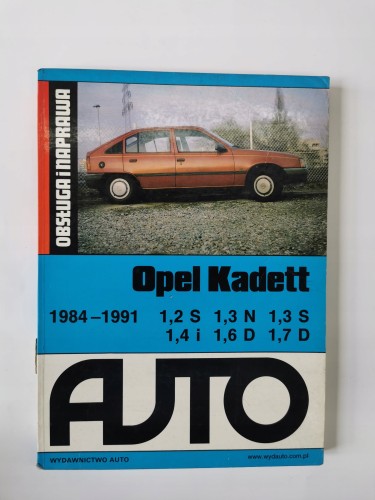 OBSŁUGA i NAPRAWA
Opel Kadett
1984-1991 1,2 S 1,3 N 1,3 S
1,4 i 1,6 D 1,7 D
AUTO
WYDAWNICTWO AUTO www.wydauto.com.pl